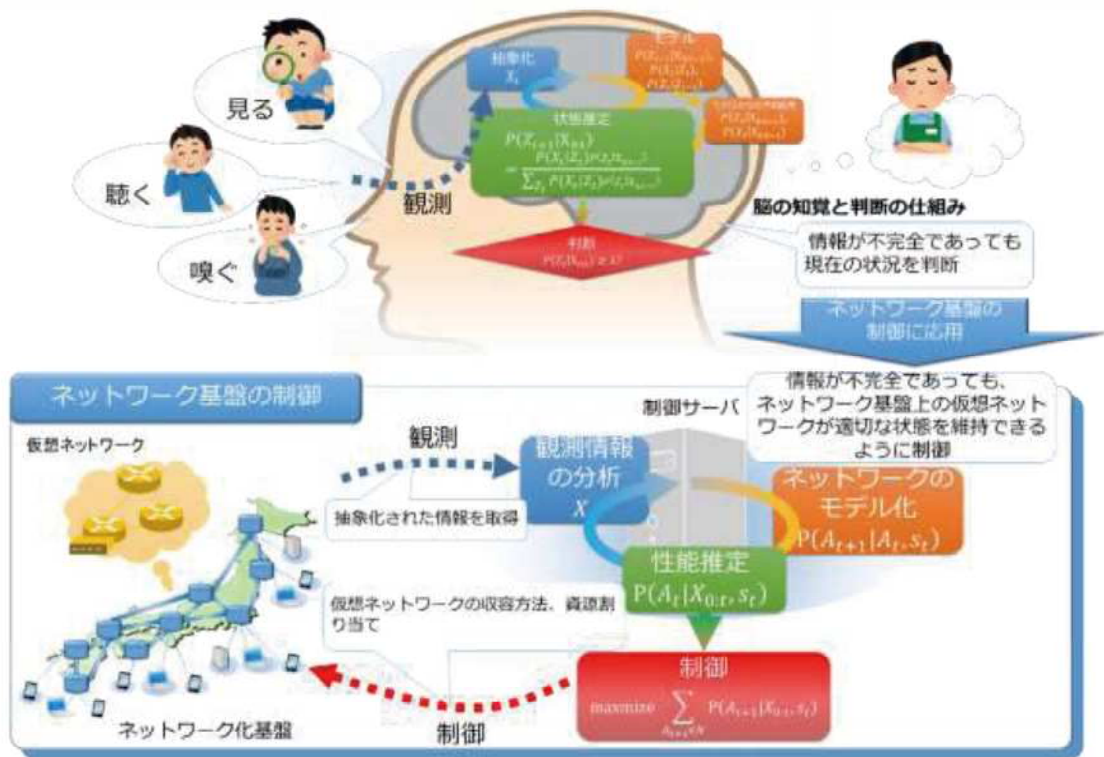 見る
聴く
嗅ぐ
観測
抽象化
X_t
モデル
状態推定
P(Z_{t+1}|X_{0:t})
判断
脳の知覚と判断の仕組み
情報が不完全であっても
現在の状況を判断
ネットワーク基盤の
制御に応用
ネットワーク基盤の制御
情報が不完全であっても、
ネットワーク基盤上の仮想ネット
ワークが適切な状態を維持できる
ように制御
制御サーバ
仮想ネットワーク
観測
抽象化された情報を取得
観測情報
の分析
X
ネットワークの
モデル化
P(A_{t+1}|A_t,s_t)
性能推定
P(A_t|X_{0:t},s_t)
仮想ネットワークの収容方法、資源割
り当て
制御
maxmize ∑ P(A_{t+1}|X_{0:t},s_t)
制御
ネットワーク化基盤